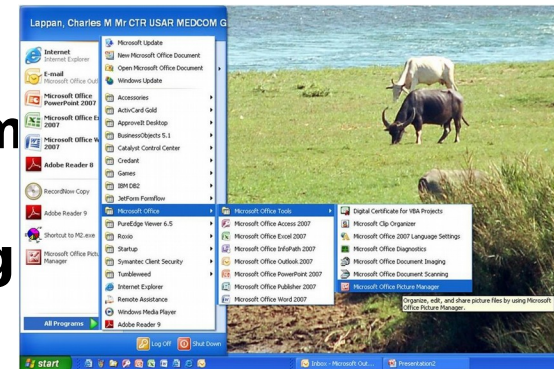 Lappan, Charles M Mr CTR USAR MEDCOM G
Internet
Internet Explorer
E-mail
Microsoft Office Outl
Microsoft Office
PowerPoint 2007
Microsoft Office Ex
2007
Microsoft Office W
2007
Adobe Reader 8
RecordNow Copy
Adobe Reader 9
Shortcut to M2.exe
Microsoft Office Pictu
Manager
All Programs
Microsoft Update
New Microsoft Office Document
Open Microsoft Office Document
Windows Update
Accessories
ActivCard Gold
ApproveIt Desktop
BusinessObjects 5.1
Catalyst Control Center
Credant
Games
IBM DB2
JetForm Formflow
Microsoft Office
PureEdge Viewer 6.5
Roxio
Startup
Symantec Client Security
Tumbleweed
Internet Explorer
Remote Assistance
Windows Media Player
Adobe Reader 9
Microsoft Office Tools
Microsoft Office Access 2007
Microsoft Office Excel 2007
Microsoft Office InfoPath 2007
Microsoft Office Outlook 2007
Microsoft Office PowerPoint 2007
Microsoft Office Publisher 2007
Microsoft Office Word 2007
Digital Certificate for VBA Projects
Microsoft Clip Organizer
Microsoft Office 2007 Language Settings
Microsoft Office Diagnostics
Microsoft Office Document Imaging
Microsoft Office Document Scanning
Microsoft Office Picture Manager
Organize, edit, and share picture files by using Microsoft
Office Picture Manager.
Log Off
Shut Down
start
Inbox - Microsoft Out...
Presentation2
m
g